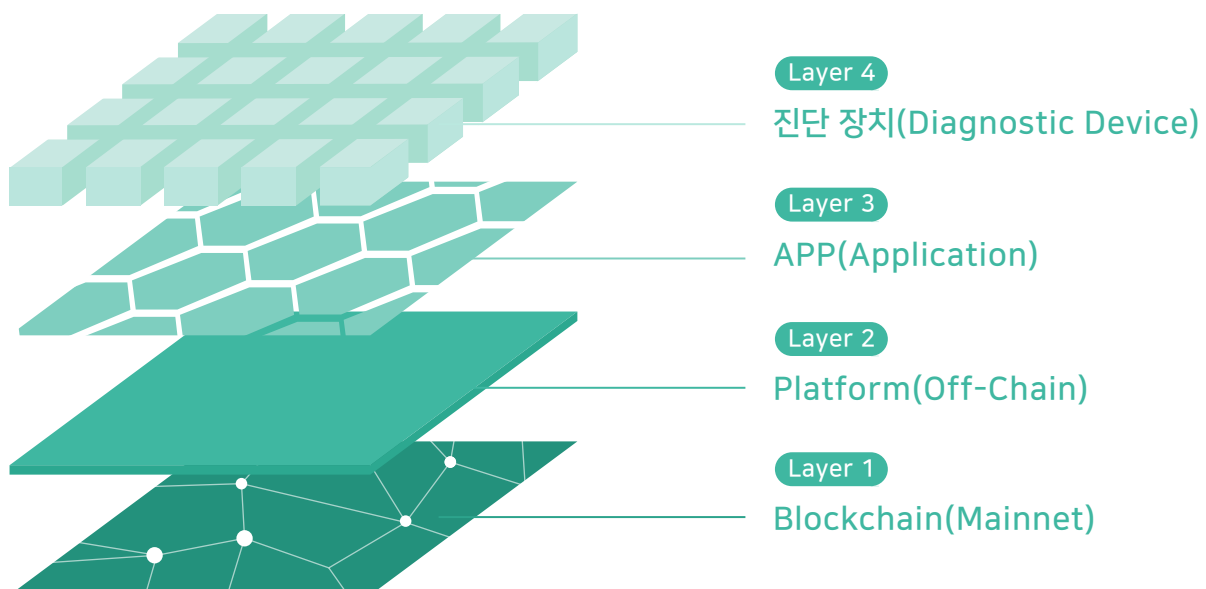 Layer 4
진단 장치(Diagnostic Device)
Layer 3
APP(Application)
Layer 2
Platform(Off-Chain)
Layer 1
Blockchain(Mainnet)